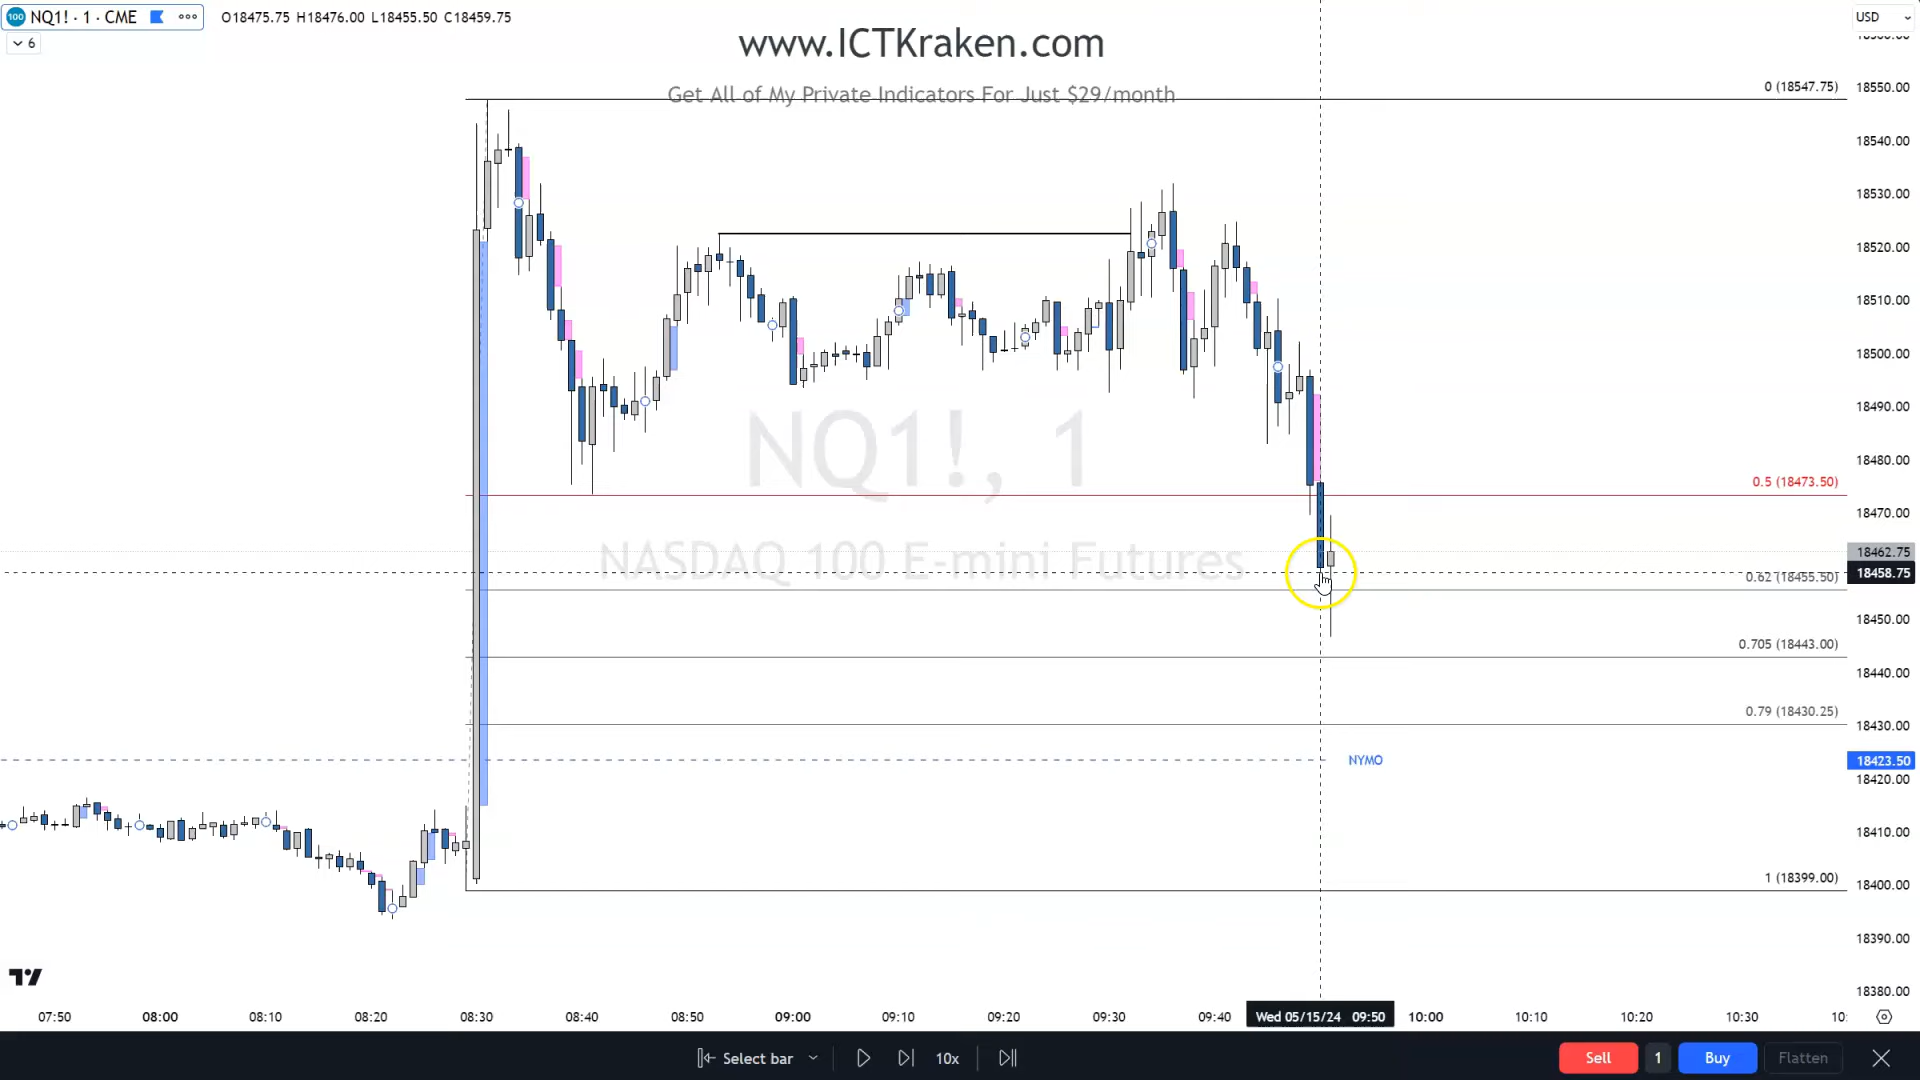 NQ1! · 1 · CME
O18475.75 H18476.00 L18455.50 C18459.75
6
www.ICTKraken.com
Get All of My Private Indicators For Just $29/month
NQ1!, 1
NASDAQ 100 E-mini Futures
USD
0 (18547.75)
0.5 (18473.50)
0.62 (18455.50)
0.705 (18443.00)
0.79 (18430.25)
NYMO
1 (18399.00)
18550.00
18540.00
18530.00
18520.00
18510.00
18500.00
18490.00
18480.00
18470.00
18462.75
18458.75
18450.00
18440.00
18430.00
18423.50
18420.00
18410.00
18400.00
18390.00
18380.00
07:50 08:00 08:10 08:20 08:30 08:40 08:50 09:00 09:10 09:20 09:30 09:40 Wed 05/15/24 09:50 10:00 10:10 10:20 10:30 10:
Select bar 10x Sell 1 Buy Flatten